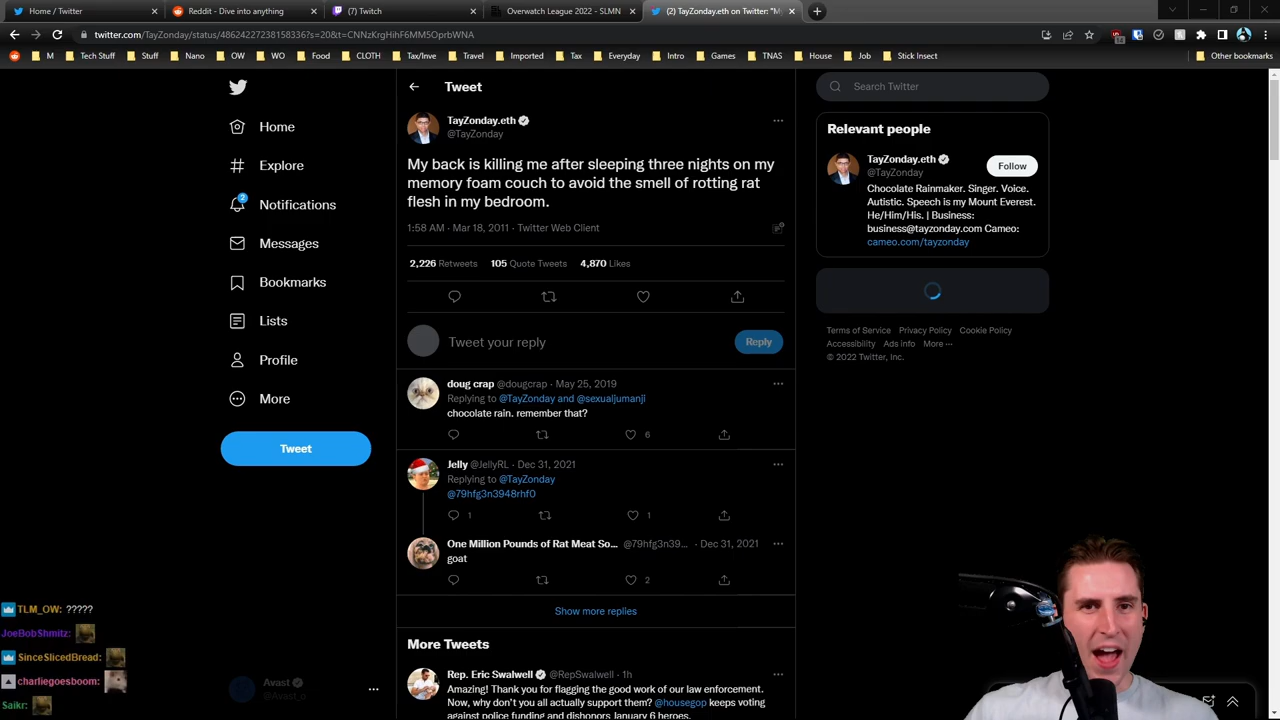 Home / Twitter
Reddit - Dive into anything
(7) Twitch
Overwatch League 2022 - SLMN
(2) TayZonday.eth on Twitter: "My
twitter.com/TayZonday/status/48624227238158336?s=20&t=CNNzKrgHihF6MM5OprbWNA
M
Tech Stuff
Stuff
Nano
OW
WO
Food
CLOTH
Tax/Inve
Travel
Imported
Tax
Everyday
Intro
Games
TNAS
House
Job
Stick Insect
Other bookmarks
Home
Explore
2
Notifications
Messages
Bookmarks
Lists
Profile
More
Tweet
Avast
@Avast_o
Tweet
TayZonday.eth
@TayZonday
My back is killing me after sleeping three nights on my
memory foam couch to avoid the smell of rotting rat
flesh in my bedroom.
1:58 AM · Mar 18, 2011 · Twitter Web Client
2,226 Retweets 105 Quote Tweets 4,870 Likes
Tweet your reply
Reply
doug crap @dougcrap · May 25, 2019
Replying to @TayZonday and @sexualjumanji
chocolate rain. remember that?
6
Jelly @JellyRL · Dec 31, 2021
Replying to @TayZonday
@79hfg3n3948rhf0
1 1
One Million Pounds of Rat Meat So... @79hfg3n39... · Dec 31, 2021
goat
2
Show more replies
More Tweets
Rep. Eric Swalwell @RepSwalwell · 1h
Amazing! Thank you for flagging the good work of our law enforcement.
Now, why don't you all actually support them? @housegop keeps voting
against police funding and dishonors January 6 heroes.
Search Twitter
Relevant people
TayZonday.eth
@TayZonday
Follow
Chocolate Rainmaker. Singer. Voice.
Autistic. Speech is my Mount Everest.
He/Him/His. | Business:
business@tayzonday.com Cameo:
cameo.com/tayzonday
Terms of Service Privacy Policy Cookie Policy
Accessibility Ads info More ...
© 2022 Twitter, Inc.
TLM_OW: ?????
JoeBobShmitz:
SinceSlicedBread:
charliegoesboom:
Saikr: